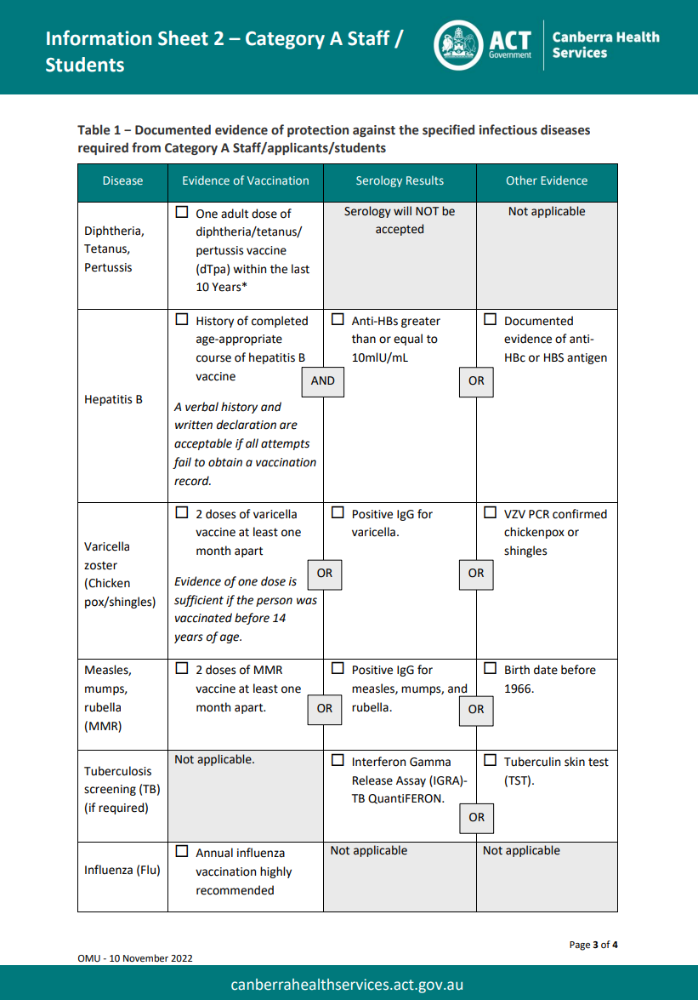 Information Sheet 2 – Category A Staff /
Students
ACT
Government
Canberra Health
Services
Table 1 – Documented evidence of protection against the specified infectious diseases
required from Category A Staff/applicants/students
Disease
Evidence of Vaccination
Serology Results
Other Evidence
Diphtheria,
Tetanus,
Pertussis
☐ One adult dose of
diphtheria/tetanus/
pertussis vaccine
(dTpa) within the last
10 Years*
Serology will NOT be
accepted
Not applicable
Hepatitis B
☐ History of completed
age-appropriate
course of hepatitis B
vaccine
A verbal history and
written declaration are
acceptable if all attempts
fail to obtain a vaccination
record.
AND
☐ Anti-HBs greater
than or equal to
10mlU/mL
OR
☐ Documented
evidence of anti-
HBc or HBS antigen
Varicella
zoster
(Chicken
pox/shingles)
☐ 2 doses of varicella
vaccine at least one
month apart
Evidence of one dose is
sufficient if the person was
vaccinated before 14
years of age.
OR
☐ Positive IgG for
varicella.
OR
☐ VZV PCR confirmed
chickenpox or
shingles
Measles,
mumps,
rubella
(MMR)
☐ 2 doses of MMR
vaccine at least one
month apart.
OR
☐ Positive IgG for
measles, mumps, and
rubella.
OR
☐ Birth date before
1966.
Tuberculosis
screening (TB)
(if required)
Not applicable.
☐ Interferon Gamma
Release Assay (IGRA)-
TB QuantiFERON.
OR
☐ Tuberculin skin test
(TST).
Influenza (Flu)
☐ Annual influenza
vaccination highly
recommended
Not applicable
Not applicable
Page 3 of 4
OMU - 10 November 2022
canberrahealthservices.act.gov.au